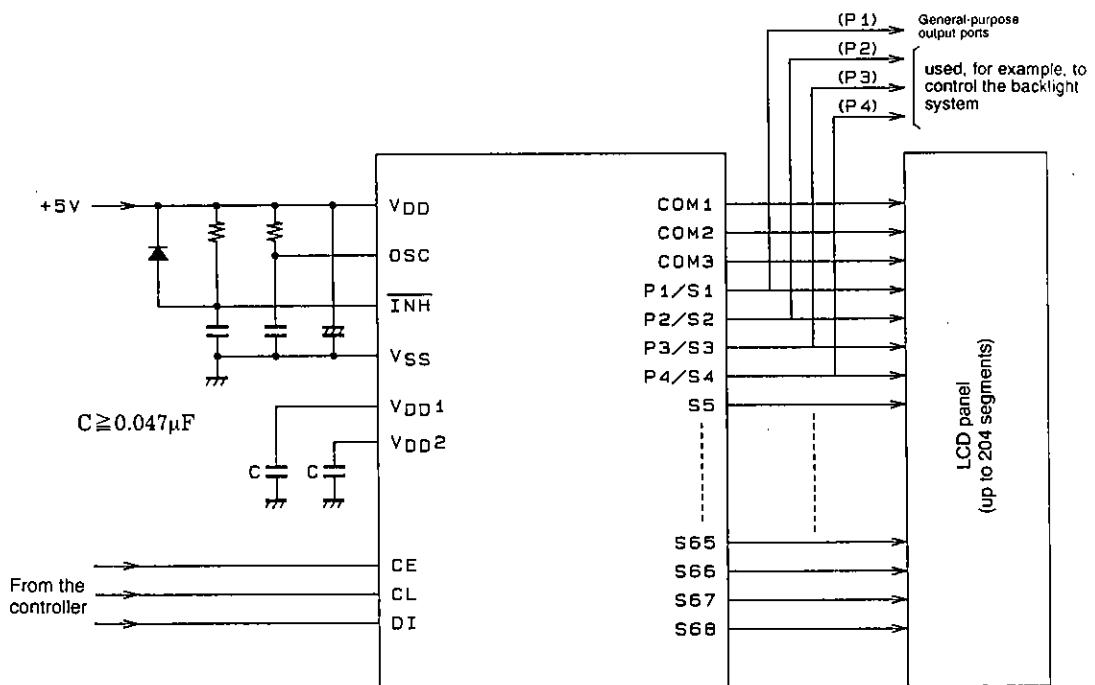 (P1) General-purpose
output ports
(P2)
(P3)
(P4)
used, for example, to
control the backlight
system
+5V
VDD
OSC
INH
VSS
VDD1
VDD2
C≧0.047μF
C
C
From the
controller
CE
CL
DI
COM1
COM2
COM3
P1/S1
P2/S2
P3/S3
P4/S4
S5
S65
S66
S67
S68
LCD panel
(up to 204 segments)